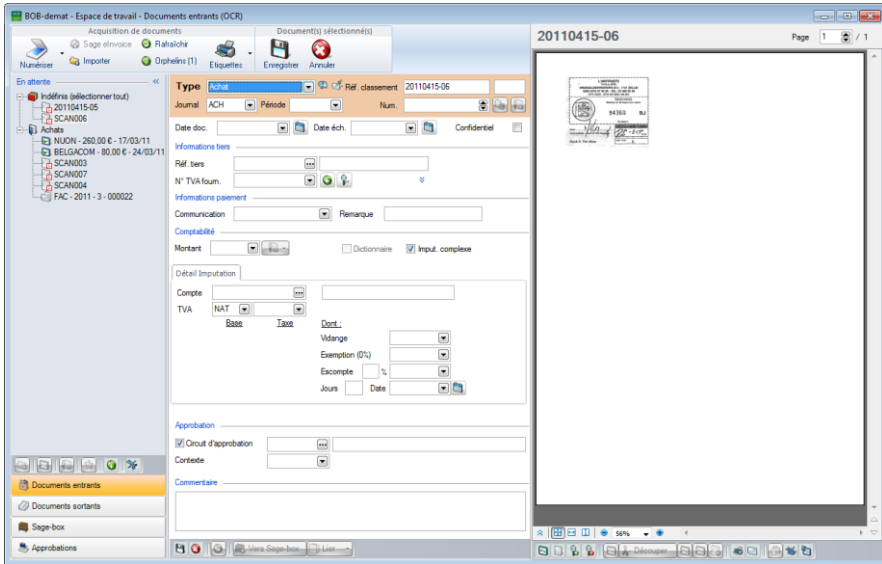 BOB-demat - Espace de travail - Documents entrants (OCR)
Acquisition de documents
Document(s) sélectionné(s)
Numériser
Sage eInvoice
Importer
Rafraîchir
Orphelins (1)
Etiquettes
Enregistrer
Annuler
En attente
Indéfinis (sélectionner tout)
20110415-05
SCAN006
Achats
NUON - 260,00 € - 17/03/11
BELGACOM - 80,00 € - 24/03/11
SCAN003
SCAN007
SCAN004
FAC - 2011 - 3 - 000022
Documents entrants
Documents sortants
Sage-box
Approbations
Type Achat Réf. classement 20110415-06
Journal ACH Période Num.
Date doc. Date éch. Confidentiel
Informations tiers
Réf. tiers
N° TVA fourn.
Informations paiement
Communication Remarque
Comptabilité
Montant Dictionnaire Imput. complexe
Détail Imputation
Compte
TVA NAT
Base Taxe Dont :
Vidange
Exemption (0%)
Escompte %
Jours Date
Approbation
Circuit d'approbation
Contexte
Commentaire
Vers Sage-box Lier
20110415-06 Page 1 / 1
94360
56%
Découper